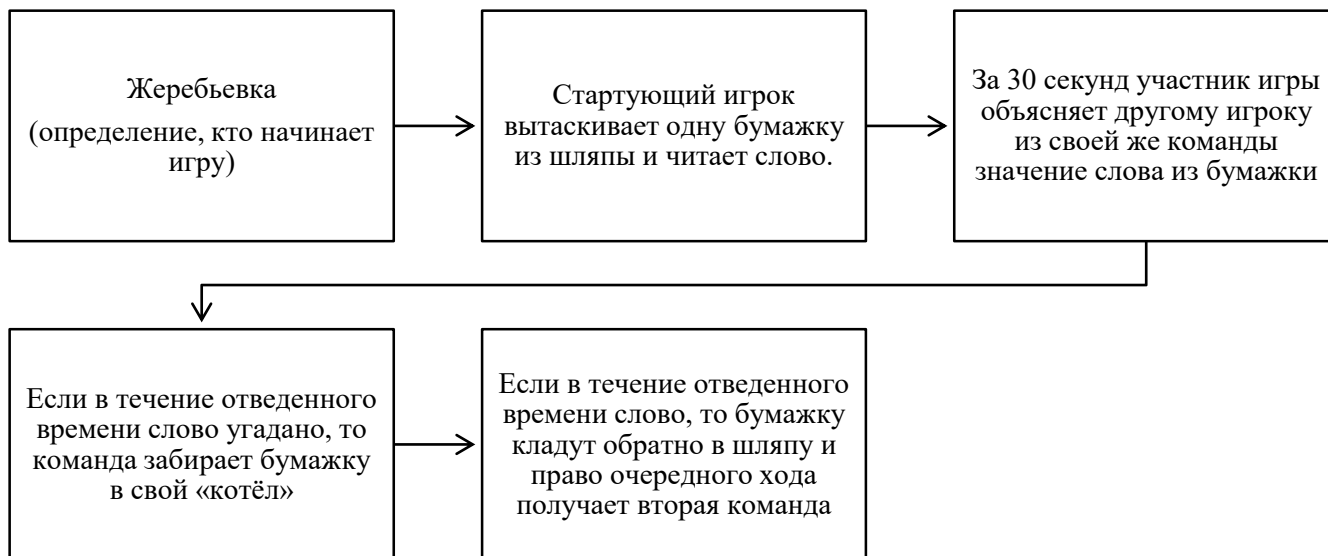 Жеребьевка
(определение, кто начинает
игру)
Стартующий игрок
вытаскивает одну бумажку
из шляпы и читает слово.
За 30 секунд участник игры
объясняет другому игроку
из своей же команды
значение слова из бумажки
Если в течение отведенного
времени слово угадано, то
команда забирает бумажку
в свой «котёл»
Если в течение отведенного
времени слово, то бумажку
кладут обратно в шляпу и
право очередного хода
получает вторая команда